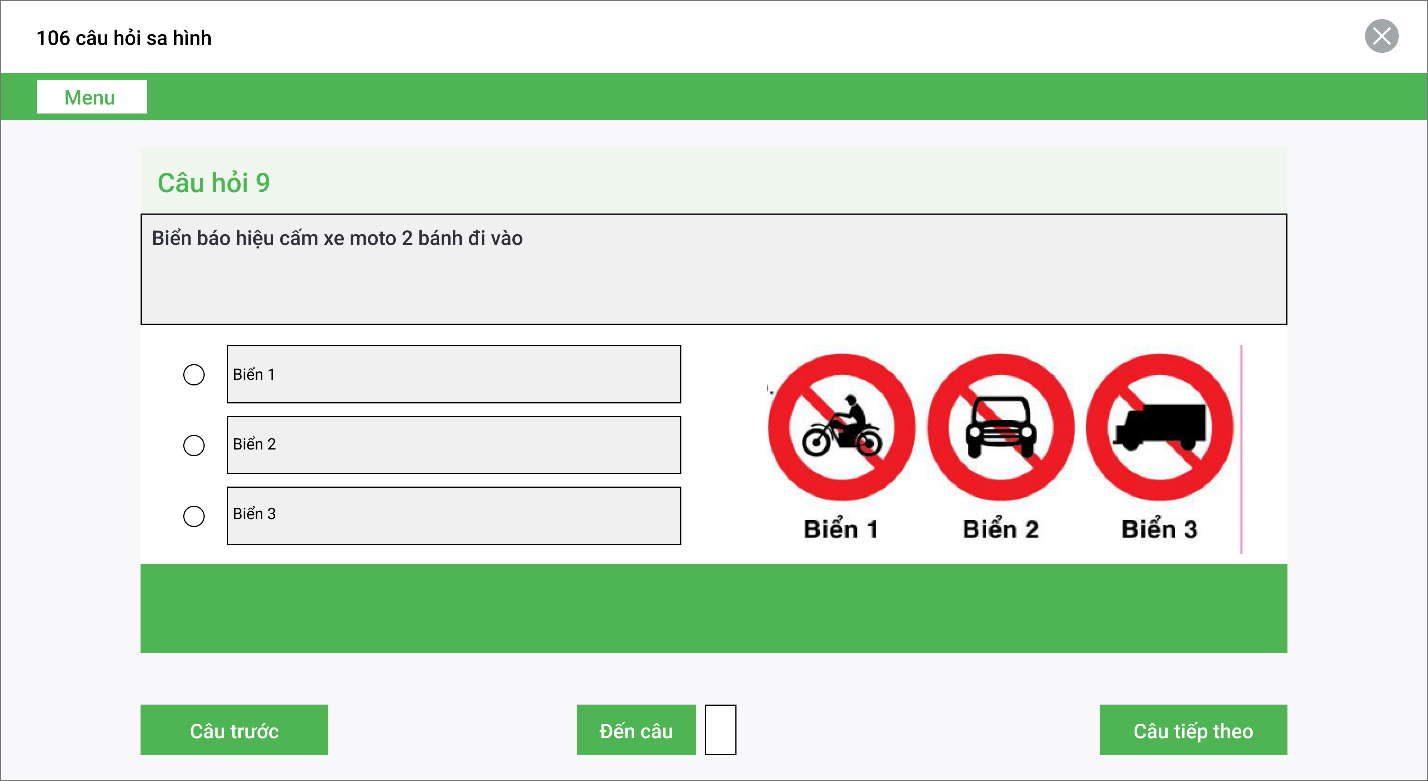 106 câu hỏi sa hình
Menu
Câu hỏi 9
Biển báo hiệu cấm xe moto 2 bánh đi vào
Biển 1
Biển 2
Biển 3
Biển 1 Biển 2 Biển 3
Câu trước
Đến câu
Câu tiếp theo